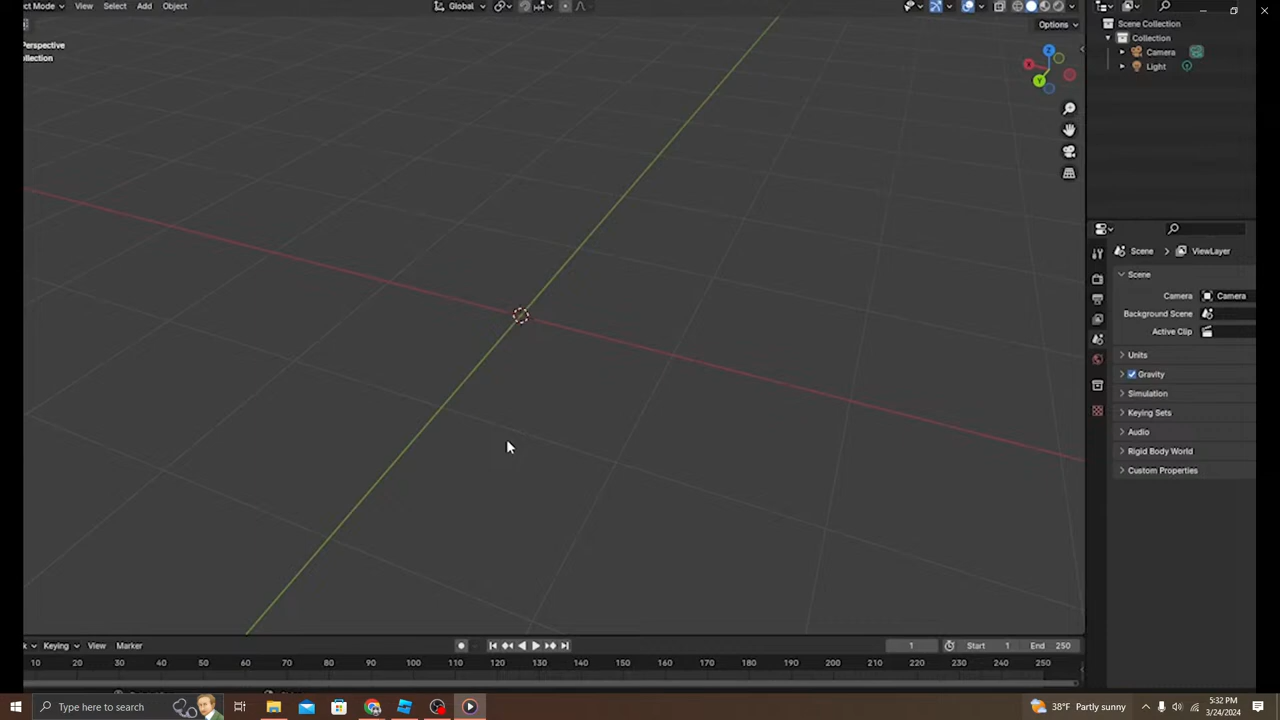 ct Mode View Select Add Object Global
Options
Perspective
ollection
Z
X
Y
Scene Collection
Collection
Camera
Light
Scene > ViewLayer
Scene
Camera Camera
Background Scene
Active Clip
Units
Gravity
Simulation
Keying Sets
Audio
Rigid Body World
Custom Properties
Keying View Marker 1 Start 1 End 250
10 20 30 40 50 60 70 80 90 100 110 120 130 140 150 160 170 180 190 200 210 220 230 240 250
Type here to search 38°F Partly sunny 5:32 PM
3/24/2024